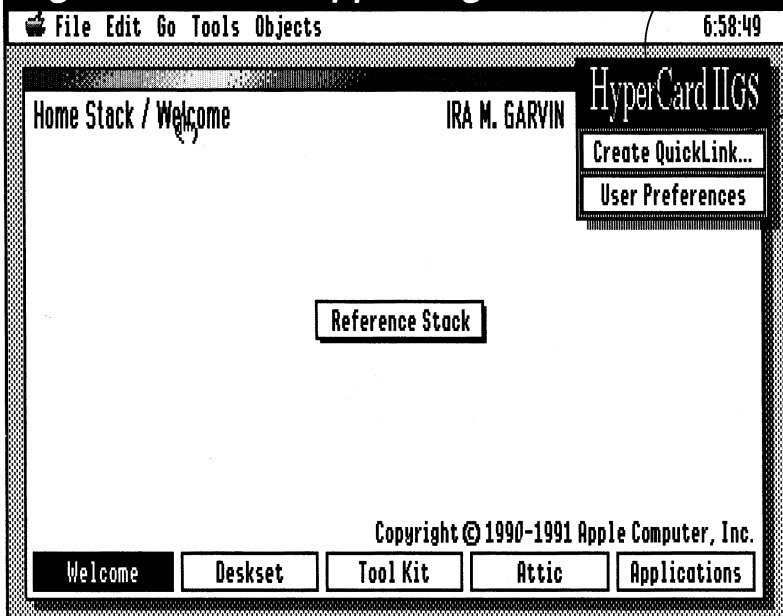 File Edit Go Tools Objects 6:58:49
HyperCard IIGS
Home Stack / Welcome IRA M. GARVIN
Create QuickLink...
User Preferences
Reference Stack
Copyright © 1990-1991 Apple Computer, Inc.
Welcome Deskset Tool Kit Attic Applications